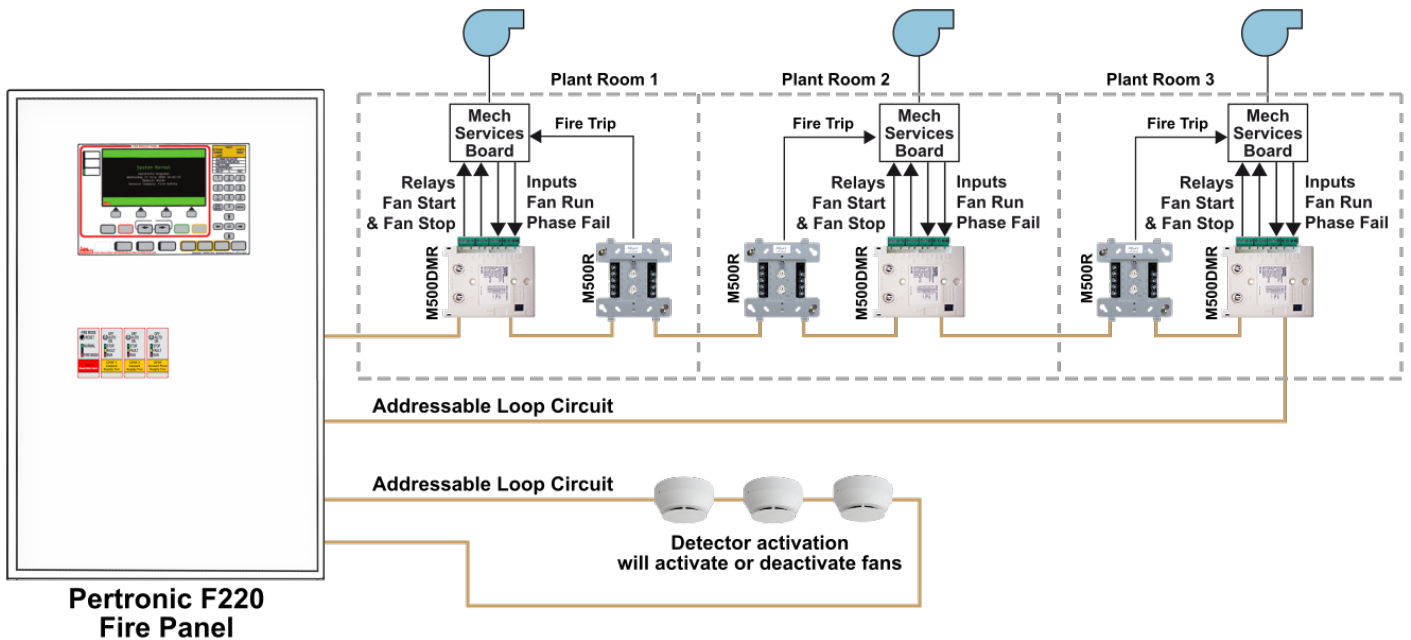 Plant Room 1
Plant Room 2
Plant Room 3
Mech
Services
Board
Fire Trip
Relays
Fan Start
& Fan Stop
Inputs
Fan Run
Phase Fail
M500DMR
M500R
Fire Trip
Mech
Services
Board
Relays
Fan Start
& Fan Stop
Inputs
Fan Run
Phase Fail
M500R
M500DMR
Fire Trip
Mech
Services
Board
Relays
Fan Start
& Fan Stop
Inputs
Fan Run
Phase Fail
M500R
M500DMR
System Normal
Addressable Loop Circuit
Addressable Loop Circuit
Detector activation
will activate or deactivate fans
Pertronic F220
Fire Panel